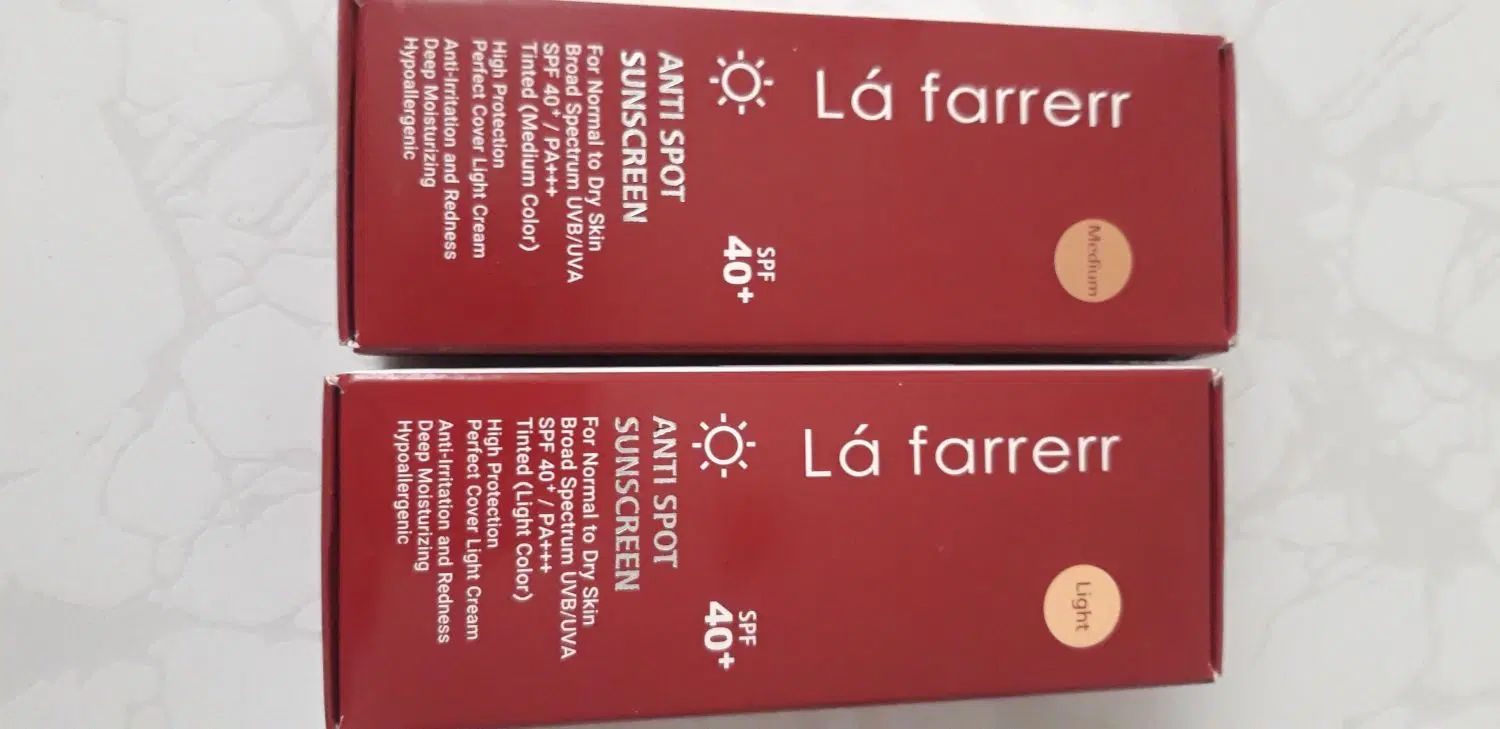 Lá farrerr
Medium
SPF
40+
ANTI SPOT
SUNSCREEN
For Normal to Dry Skin
Broad Spectrum UVB/UVA
SPF 40+ / PA+++
Tinted (Medium Color)
High Protection
Perfect Cover Light Cream
Anti-Irritation and Redness
Deep Moisturizing
Hypoallergenic
Lá farrerr
Light
SPF
40+
ANTI SPOT
SUNSCREEN
For Normal to Dry Skin
Broad Spectrum UVB/UVA
SPF 40+ / PA+++
Tinted (Light Color)
High Protection
Perfect Cover Light Cream
Anti-Irritation and Redness
Deep Moisturizing
Hypoallergenic